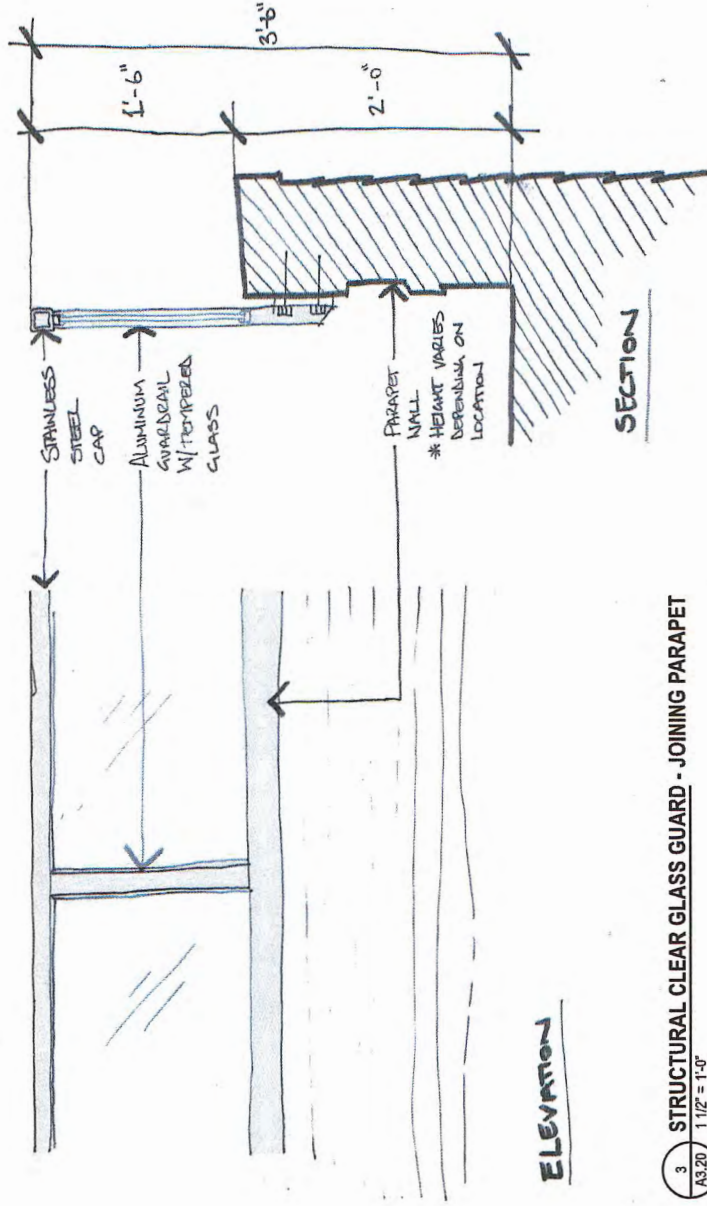 1'-6"
3'-6"
2'-0"
STAINLESS
STEEL
CAP
ALUMINUM
GUARDRAIL
W/ TEMPERED
GLASS
PARAPET
WALL
* HEIGHT VARIES
DEPENDING ON
LOCATION
SECTION
ELEVATION
3
A3.20
STRUCTURAL CLEAR GLASS GUARD - JOINING PARAPET
1 1/2" = 1'-0"